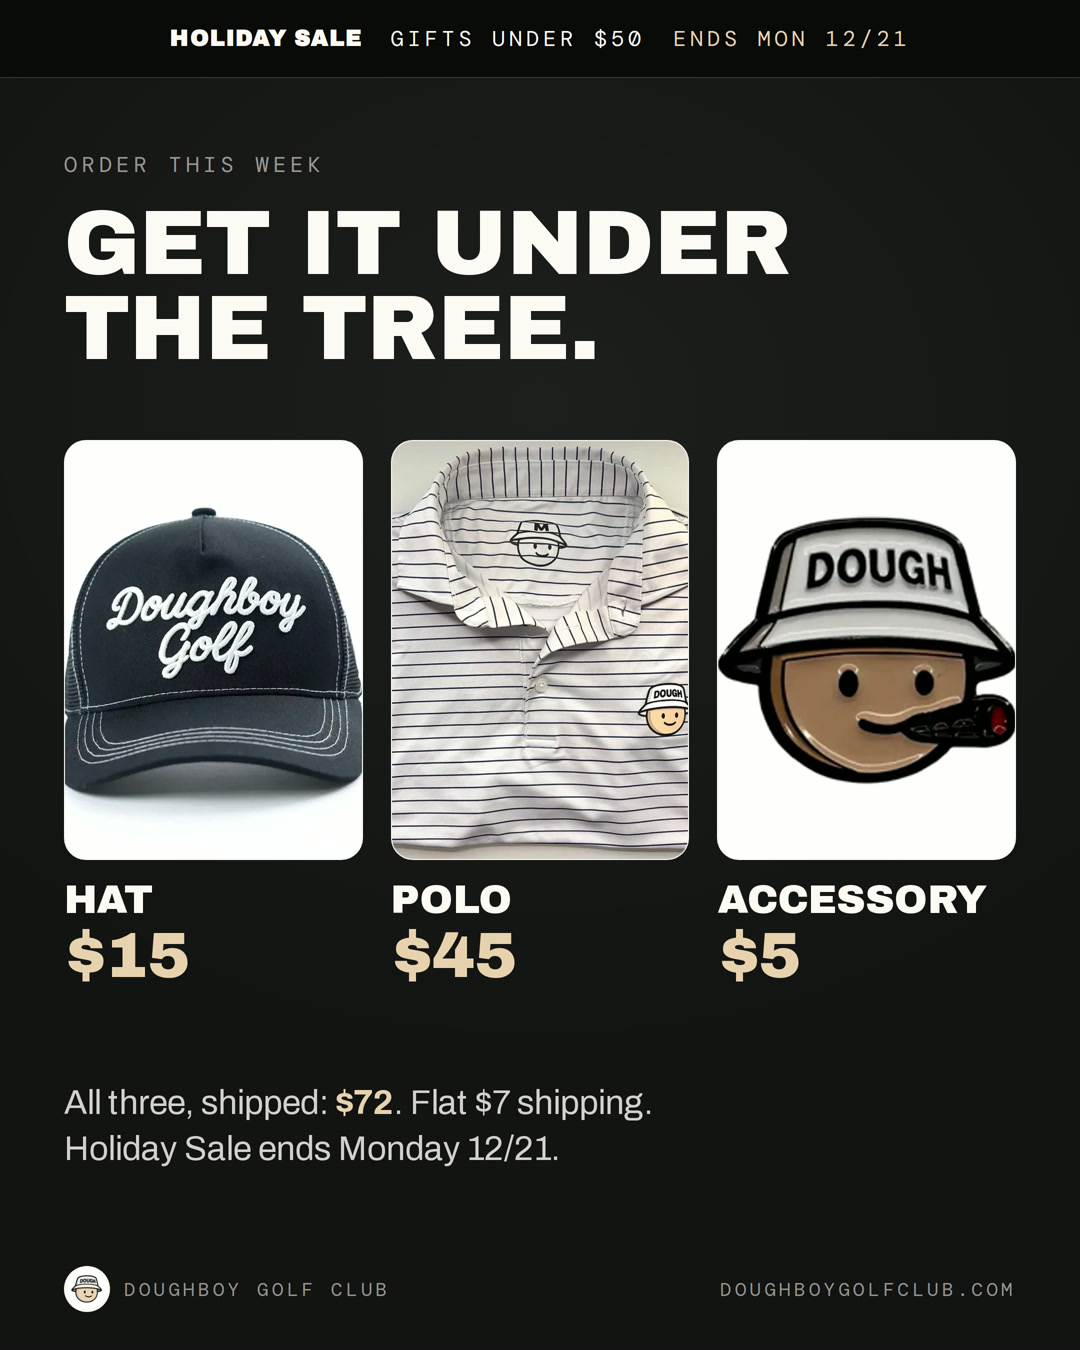 HOLIDAY SALE GIFTS UNDER $50 ENDS MON 12/21
ORDER THIS WEEK
GET IT UNDER
THE TREE.
Doughboy
Golf
M
DOUGH
DOUGH
HAT
$15
POLO
$45
ACCESSORY
$5
All three, shipped: $72. Flat $7 shipping.
Holiday Sale ends Monday 12/21.
DOUGH
DOUGHBOY GOLF CLUB
DOUGHBOYGOLFCLUB.COM